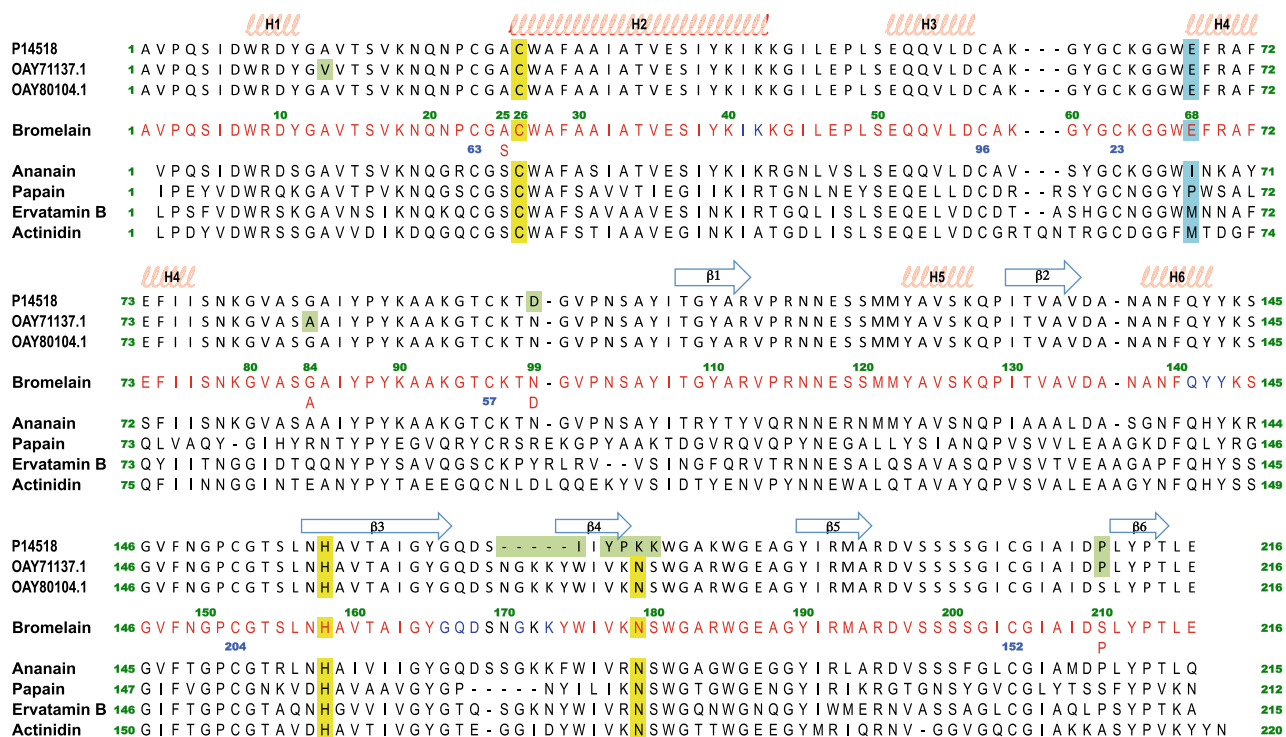 H1 H2 H3 H4
P14518 1 AVPQSIDWRDYGAVTSVKNQNPCGACWAFAAIATVESIYKIKKGILEPLSEQQVLDCAK---GYGCKGGWEFRAF 72
OAY71137.1 1 AVPQSIDWRDYGVVTSVKNQNPCGACWAFAAIATVESIYKIKKGILEPLSEQQVLDCAK---GYGCKGGWEFRAF 72
OAY80104.1 1 AVPQSIDWRDYGAVTSVKNQNPCGACWAFAAIATVESIYKIKKGILEPLSEQQVLDCAK---GYGCKGGWEFRAF 72
10 20 25 26 30 40 50 60 68
Bromelain 1 AVPQSIDWRDYGAVTSVKNQNPCGACWAFAAIATVESIYKIKKGILEPLSEQQVLDCAK---GYGCKGGWEFRAF 72
63 S 96 23
Ananain 1 VPQSIDWRDSGAVTSVKNQGRCGSCWAFASIATVESIYKIKRGNLVSLSEQQVLDCAK---GYGCKGGWINKAY 71
Papain 1 IPEYVDWRQKGAVTPVKNQGSCGSCWAFSAVVTIEGIIKIRTGNLNEYSEQELLDCDR--RSYGCNGGYPWSAL 72
Ervatamin B 1 LPSFVDWRSKGAVNSIKNQKQCGSCWAFSAVAAVESINKIRTGQLISLSEQELVDCDT--ASHGCNGGWMNNAF 72
Actinidin 1 LPDYVDWRSSGAVVDIKDQGQCGSCWAFSTIAAVEGINKIATGDLISLSEQELVDCGRTQNTRGCDGGFMTDGF 74
H4 β1 H5 β2 H6
P14518 73 EFIISNKGVASGAIYPYKAAKGTCKTD-GVPNSAYITGYARVPRNNESSMMYAVSKQPITVAVDA-NANFQYYKS 145
OAY71137.1 73 EFIISNKGVASAAIYPYKAAKGTCKTN-GVPNSAYITGYARVPRNNESSMMYAVSKQPITVAVDA-NANFQYYKS 145
OAY80104.1 73 EFIISNKGVASGAIYPYKAAKGTCKTN-GVPNSAYITGYARVPRNNESSMMYAVSKQPITVAVDA-NANFQYYKS 145
80 84 90 99 110 120 130 140
Bromelain 73 EFIISNKGVASGAIYPYKAAKGTCKTN-GVPNSAYITGYARVPRNNESSMMYAVSKQPITVAVDA-NANFQYYKS 145
A 57 D
Ananain 72 SFIISNKGVASAAIYPYKAAKGTCKTN-GVPNSAYITRYTYVQRNNERNMMYAVSNQPIAAALDA-SGNFQHYKR 144
Papain 73 QLVAQY-GIHYRNTYPYEGVQRYCRSREKGPYAAKTDGVRQVQPYNEGALLYSIANQPVSVVLEAAGKDFQLYRG 146
Ervatamin B 73 QYIITNGGIDTQQNYPYSAVQGSCKPYRLRV--VSINGFQRVTRNNESALQSAVASQPVSVTVEAAGAPFQHYSS 145
Actinidin 75 QFIINNGGINTEANYPYTAEEGQCNLDLQQEKYVSIDTYENVPYNNEWALQTAVAYQPVSVALEAAGYNFQHYSS 149
β3 β4 β5 β6
P14518 146 GVFNGPCGTSLNHAVTAIGYGQDS-----IIYPKKWGAKWGEAGYIRMARDVSSSSGICGIAIDPLYPTLE 216
OAY71137.1 146 GVFNGPCGTSLNHAVTAIGYGQDSNGKKYWIVKNSWGARWGEAGYIRMARDVSSSSGICGIAIDPLYPTLE 216
OAY80104.1 146 GVFNGPCGTSLNHAVTAIGYGQDSNGKKYWIVKNSWGARWGEAGYIRMARDVSSSSGICGIAIDSLYPTLE 216
150 160 170 180 190 200 210
Bromelain 146 GVFNGPCGTSLNHAVTAIGYGQDSNGKKYWIVKNSWGARWGEAGYIRMARDVSSSSGICGIAIDSLYPTLE 216
204 152 P
Ananain 145 GVFTGPCGTRLNHAIVIIGYGQDSSGKKFWIVRNSWGAGWGEGGYIRLARDVSSSFGLCGIAMDPLYPTLQ 215
Papain 147 GIFVGPCGNKVDHAVAAVGYGP-----NYILIKNSWGTGWGENGYIRIKRGTGNSYGVCGLYTSSFYPVKN 212
Ervatamin B 146 GIFTGPCGTAQNHGVVIVGYGTQ-SGKNYWIVRNSWGQNWGNQGYIWMERNVASSAGLCGIAQLPSYPTKA 215
Actinidin 150 GIFTGPCGTAVDHAVTIVGYGTE-GGIDYWIVKNSWGTTWGEEGYMRIQRNV-GGVGQCGIAKKASYPVKYYN 220